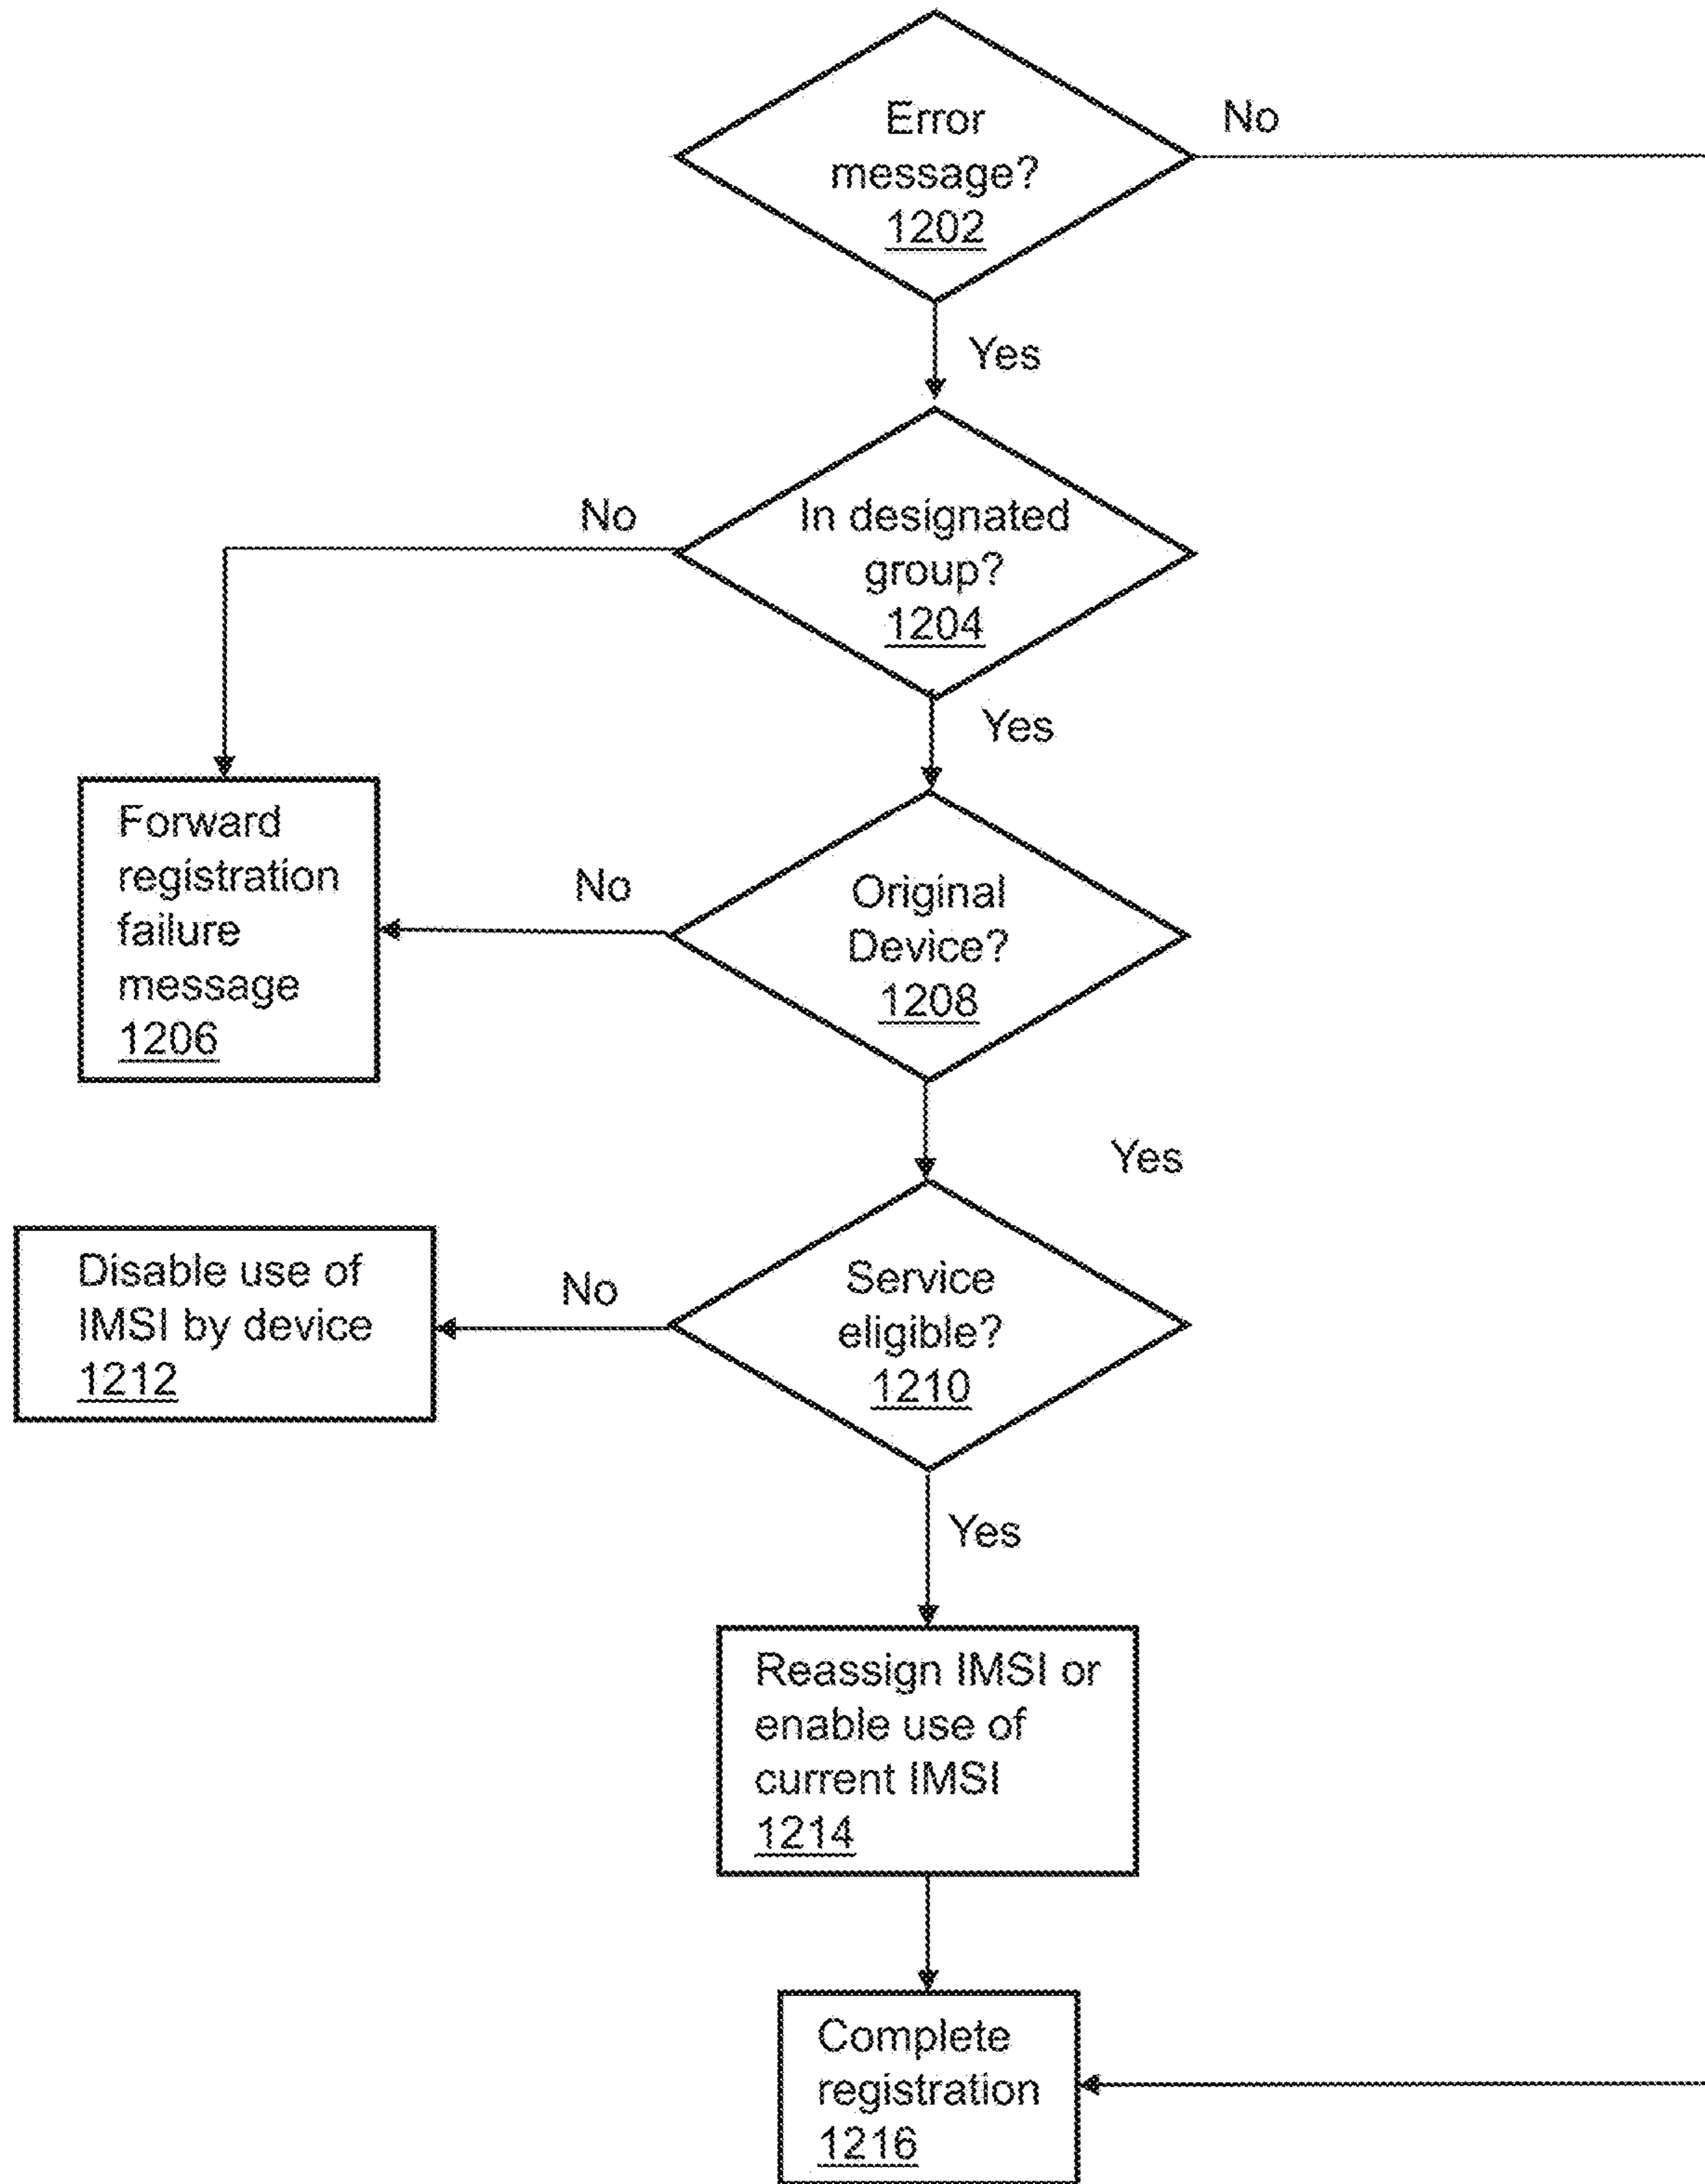 Error
message?
1202
No
Yes
In designated
group?
1204
No
Yes
Forward
registration
failure
message
1206
No
Original
Device?
1208
Yes
Disable use of
IMSI by device
1212
No
Service
eligible?
1210
Yes
Reassign IMSI or
enable use of
current IMSI
1214
Complete
registration
1216